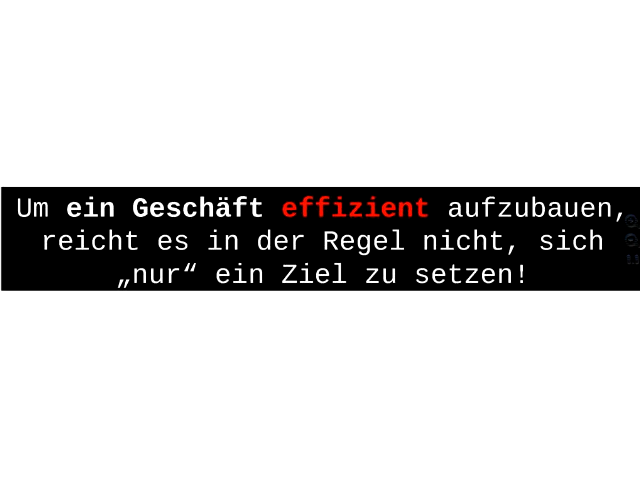 Um ein Geschäft effizient aufzubauen,
reicht es in der Regel nicht, sich
„nur“ ein Ziel zu setzen!